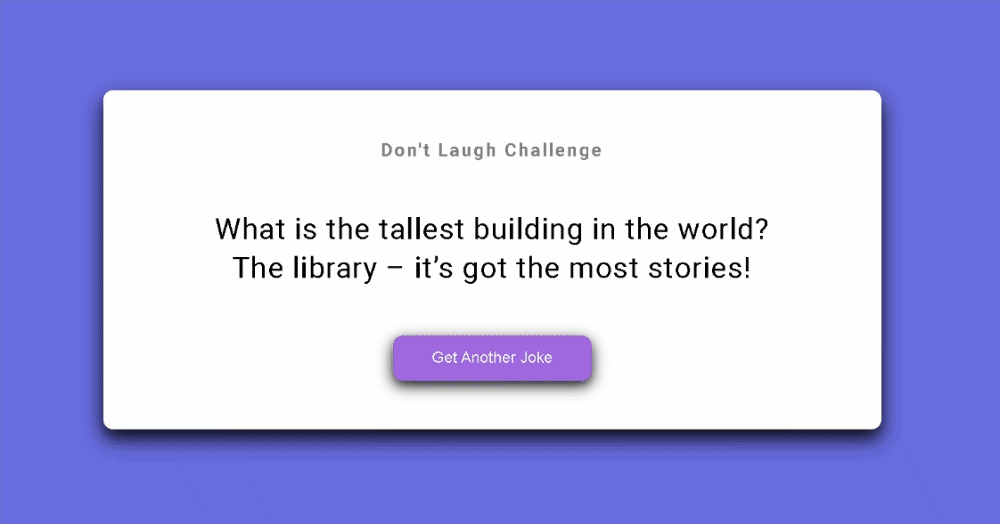 Don't Laugh Challenge
What is the tallest building in the world?
The library – it’s got the most stories!
Get Another Joke